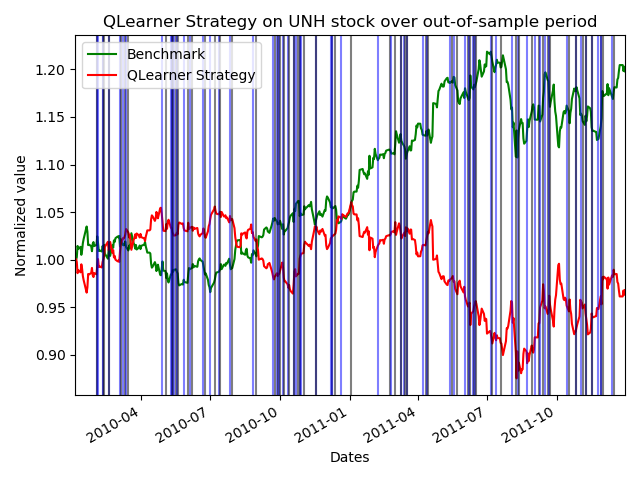 QLearner Strategy on UNH stock over out-of-sample period
Benchmark
QLearner Strategy
Normalized value
1.20
1.15
1.10
1.05
1.00
0.95
0.90
2010-04
2010-07
2010-10
2011-01
2011-04
2011-07
2011-10
Dates